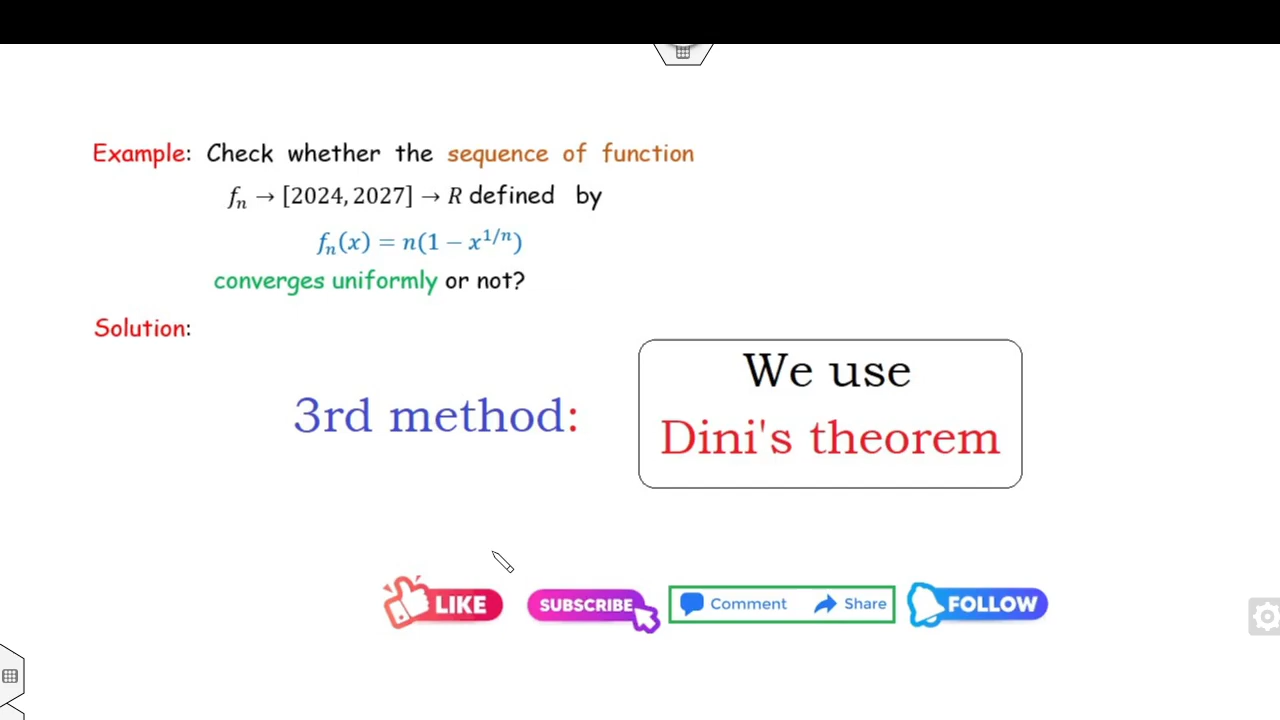 Example: Check whether the sequence of function
fₙ → [2024, 2027] → R defined by
fₙ(x) = n(1 − x^{1/n})
converges uniformly or not?
Solution:
3rd method:
We use
Dini's theorem
LIKE
SUBSCRIBE
Comment
Share
FOLLOW